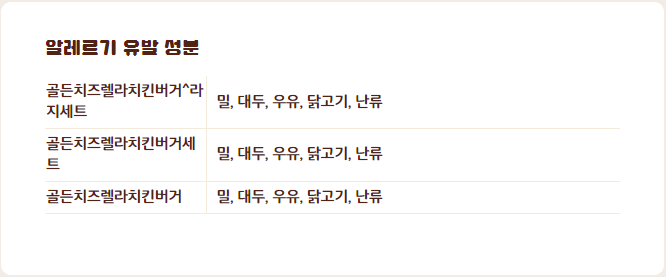 알레르기 유발 성분
골든치즈렐라치킨버거^라
지세트
밀, 대두, 우유, 닭고기, 난류
골든치즈렐라치킨버거세
트
밀, 대두, 우유, 닭고기, 난류
골든치즈렐라치킨버거
밀, 대두, 우유, 닭고기, 난류